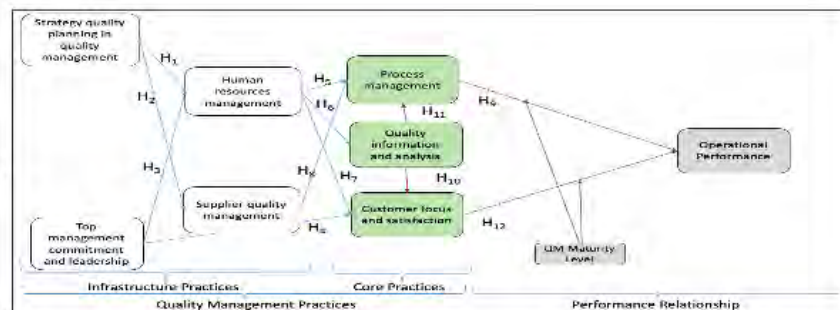 Strategy quality
planning in
quality
management
H1
H2
Human
resources
management
H5
H6
Process
management
H11
H6
Quality
information
and analysis
Operational
Performance
H3
H7
H10
Supplier quality
management
Customer focus
and satisfaction
H12
Top
management
commitment
and leadership
QM Maturity
Level
Infrastructure Practices
Core Practices
Quality Management Practices
Performance Relationship